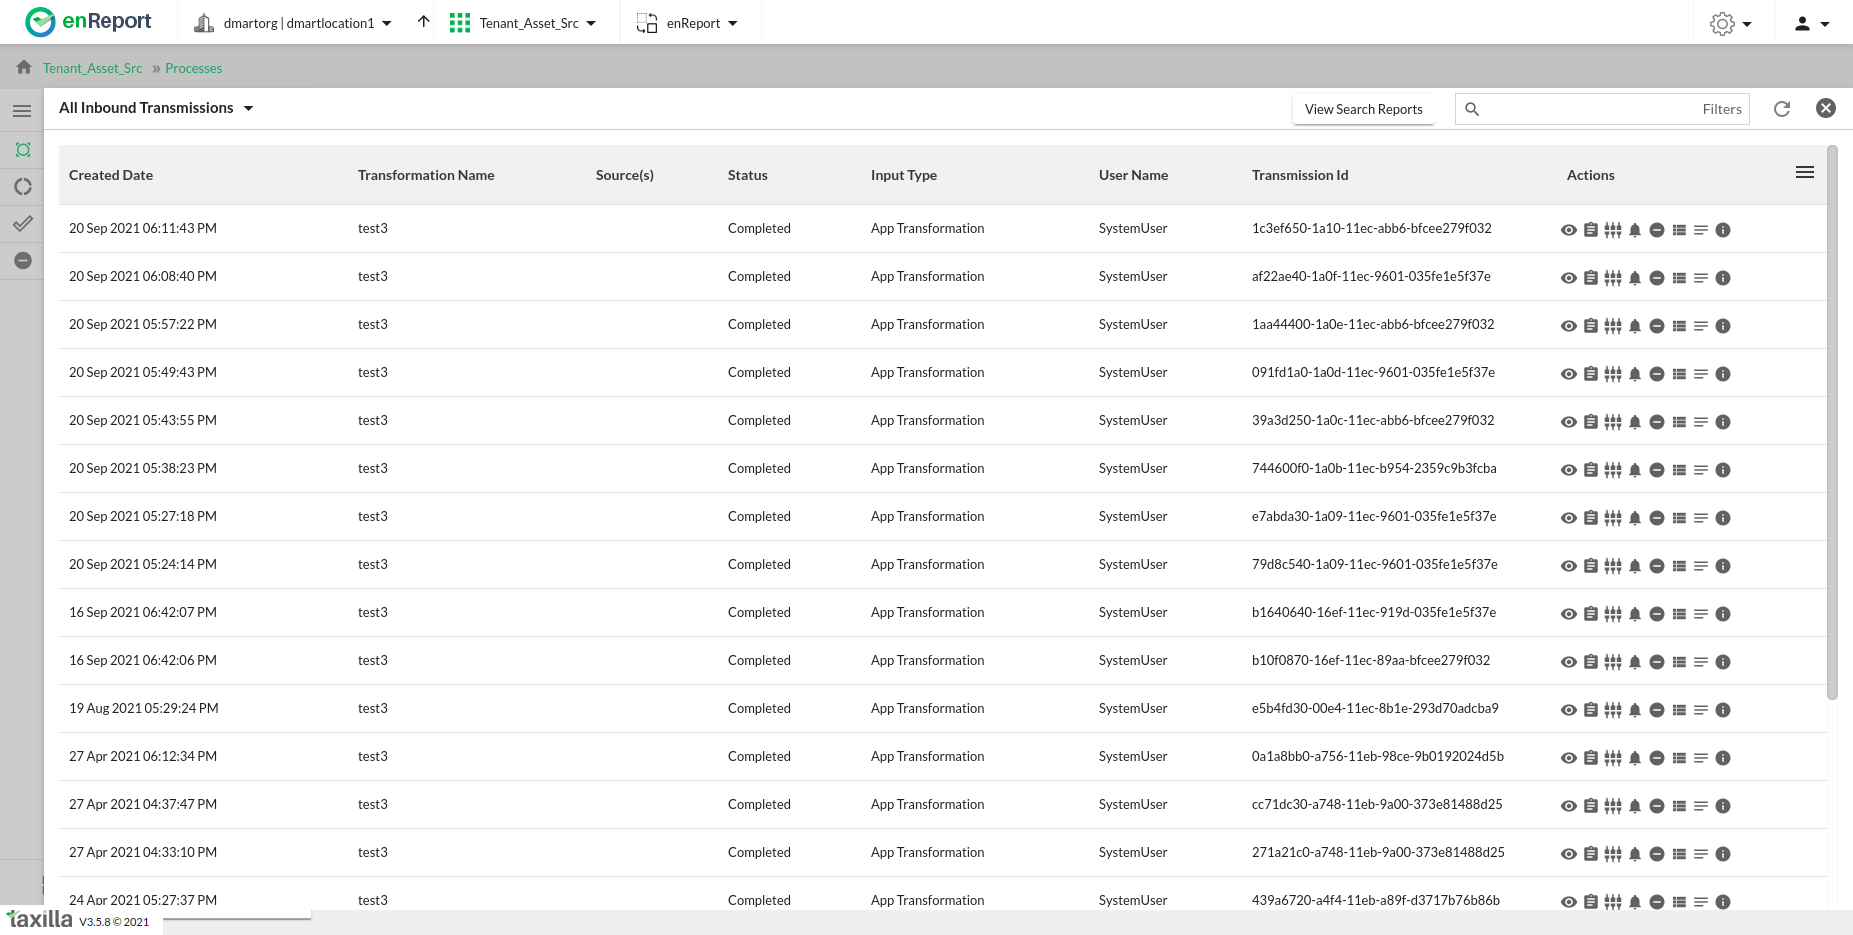 enReport dmartorg | dmartlocation1 Tenant_Asset_Src enReport
Tenant_Asset_Src » Processes
All Inbound Transmissions View Search Reports Filters
Created Date Transformation Name Source(s) Status Input Type User Name Transmission Id Actions
20 Sep 2021 06:11:43 PM test3 Completed App Transformation SystemUser 1c3ef650-1a10-11ec-abb6-bfcee279f032
20 Sep 2021 06:08:40 PM test3 Completed App Transformation SystemUser af22ae40-1a0f-11ec-9601-035fe1e5f37e
20 Sep 2021 05:57:22 PM test3 Completed App Transformation SystemUser 1aa44400-1a0e-11ec-abb6-bfcee279f032
20 Sep 2021 05:49:43 PM test3 Completed App Transformation SystemUser 091fd1a0-1a0d-11ec-9601-035fe1e5f37e
20 Sep 2021 05:43:55 PM test3 Completed App Transformation SystemUser 39a3d250-1a0c-11ec-abb6-bfcee279f032
20 Sep 2021 05:38:23 PM test3 Completed App Transformation SystemUser 744600f0-1a0b-11ec-b954-2359c9b3fcba
20 Sep 2021 05:27:18 PM test3 Completed App Transformation SystemUser e7abda30-1a09-11ec-9601-035fe1e5f37e
20 Sep 2021 05:24:14 PM test3 Completed App Transformation SystemUser 79d8c540-1a09-11ec-9601-035fe1e5f37e
16 Sep 2021 06:42:07 PM test3 Completed App Transformation SystemUser b1640640-16ef-11ec-919d-035fe1e5f37e
16 Sep 2021 06:42:06 PM test3 Completed App Transformation SystemUser b10f0870-16ef-11ec-89aa-bfcee279f032
19 Aug 2021 05:29:24 PM test3 Completed App Transformation SystemUser e5b4fd30-00e4-11ec-8b1e-293d70adcba9
27 Apr 2021 06:12:34 PM test3 Completed App Transformation SystemUser 0a1a8bb0-a756-11eb-98ce-9b0192024d5b
27 Apr 2021 04:37:47 PM test3 Completed App Transformation SystemUser cc71dc30-a748-11eb-9a00-373e81488d25
27 Apr 2021 04:33:10 PM test3 Completed App Transformation SystemUser 271a21c0-a748-11eb-9a00-373e81488d25
24 Apr 2021 05:27:37 PM test3 Completed App Transformation SystemUser 439a6720-a4f4-11eb-a89f-d3717b76b86b
taxilla V3.5.8 © 2021